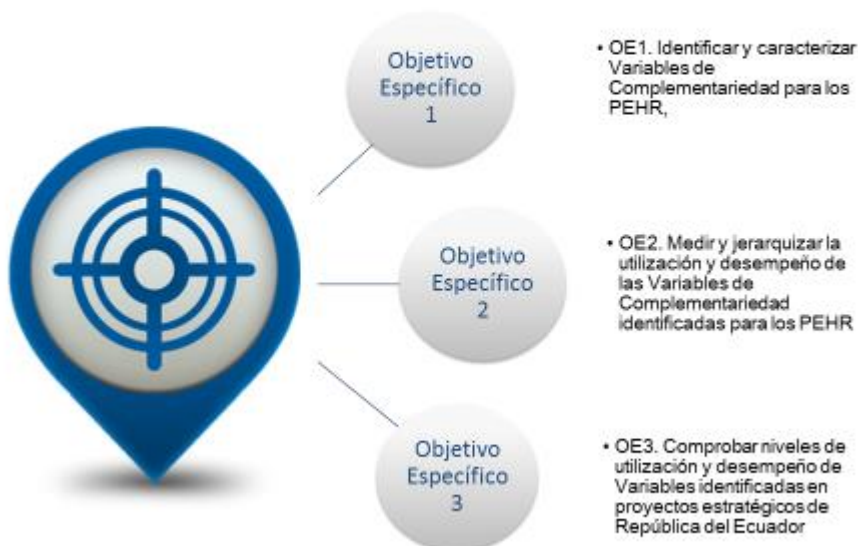 Objetivo
Específico
1
• OE1. Identificar y caracterizar
Variables de
Complementariedad para los
PEHR,
Objetivo
Específico
2
• OE2. Medir y jerarquizar la
utilización y desempeño de
las Variables de
Complementariedad
identificadas para los PEHR
Objetivo
Específico
3
• OE3. Comprobar niveles de
utilización y desempeño de
Variables identificadas en
proyectos estratégicos de
República del Ecuador